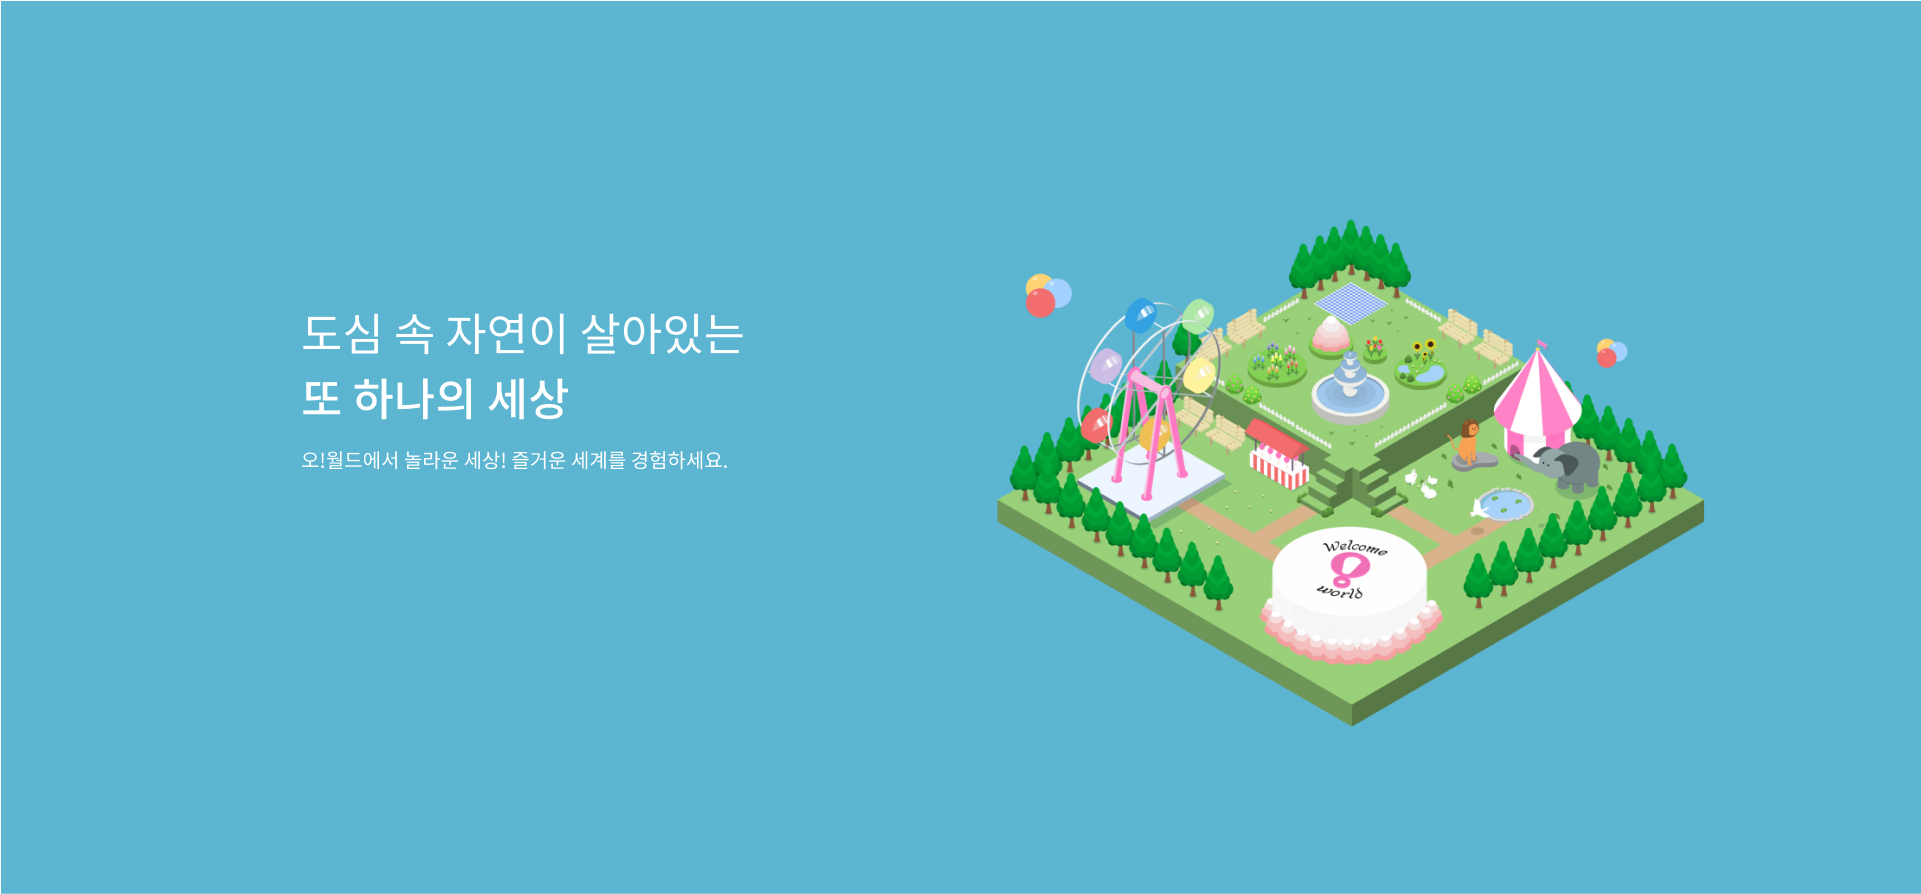 도심 속 자연이 살아있는
또 하나의 세상
오!월드에서 놀라운 세상! 즐거운 세계를 경험하세요.
Welcome
!
world